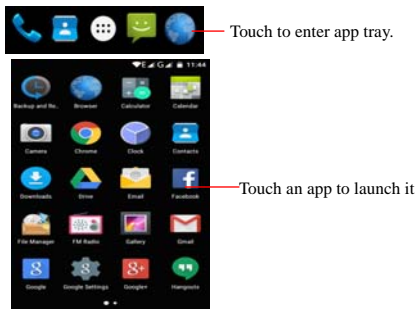 Touch to enter app tray.
E G 11:44
Backup and Re.. Browser Calculator Calendar
Camera Chrome Clock Contacts
Downloads Drive Email Facebook
Touch an app to launch it
File Manager FM Radio Gallery Gmail
Google Google Settings Google+ Hangouts